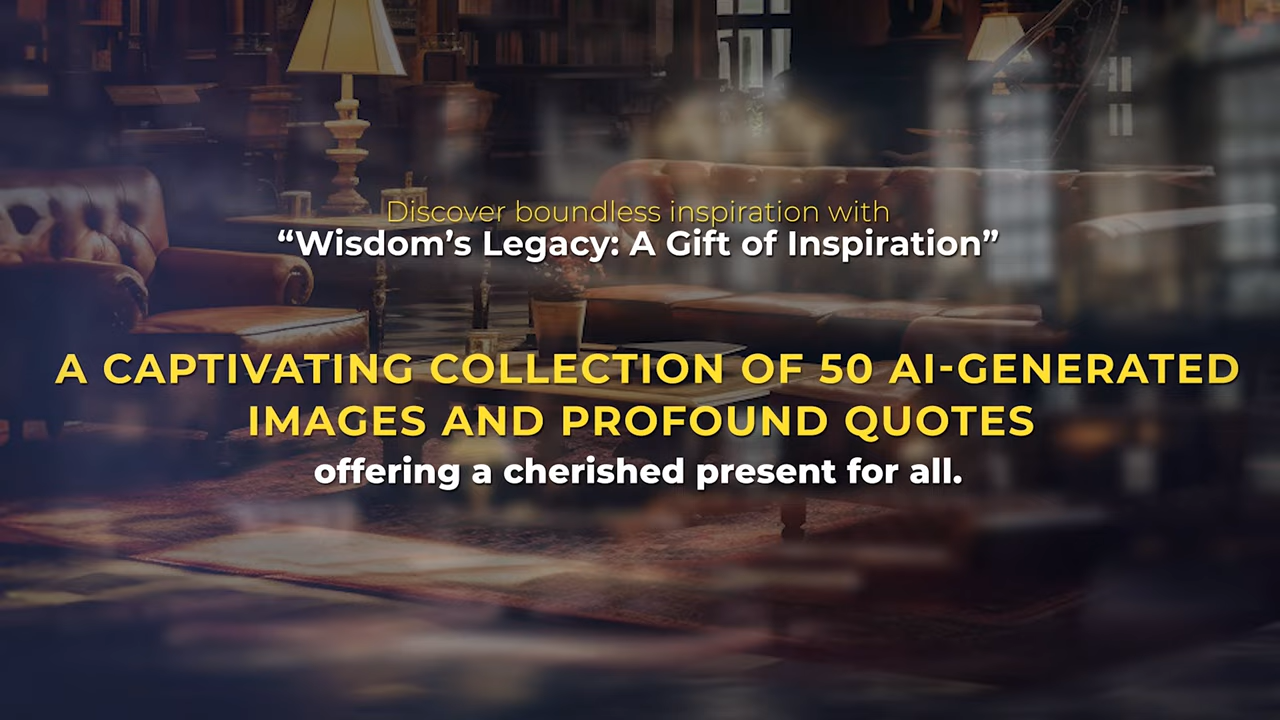 Discover boundless inspiration with
“Wisdom’s Legacy: A Gift of Inspiration”
A CAPTIVATING COLLECTION OF 50 AI-GENERATED
IMAGES AND PROFOUND QUOTES
offering a cherished present for all.